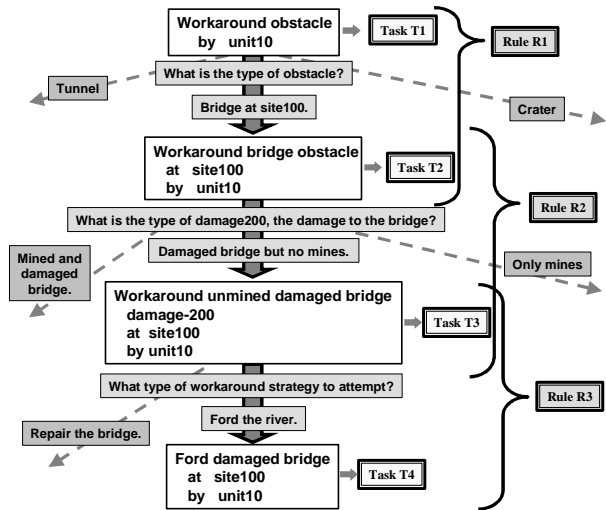 Workaround obstacle
by unit10
Task T1
Rule R1
What is the type of obstacle?
Tunnel
Bridge at site100.
Crater
Workaround bridge obstacle
at site100
by unit10
Task T2
Rule R2
What is the type of damage200, the damage to the bridge?
Mined and
damaged
bridge.
Damaged bridge but no mines.
Only mines
Workaround unmined damaged bridge
damage-200
at site100
by unit10
Task T3
What type of workaround strategy to attempt?
Rule R3
Ford the river.
Repair the bridge.
Ford damaged bridge
at site100
by unit10
Task T4